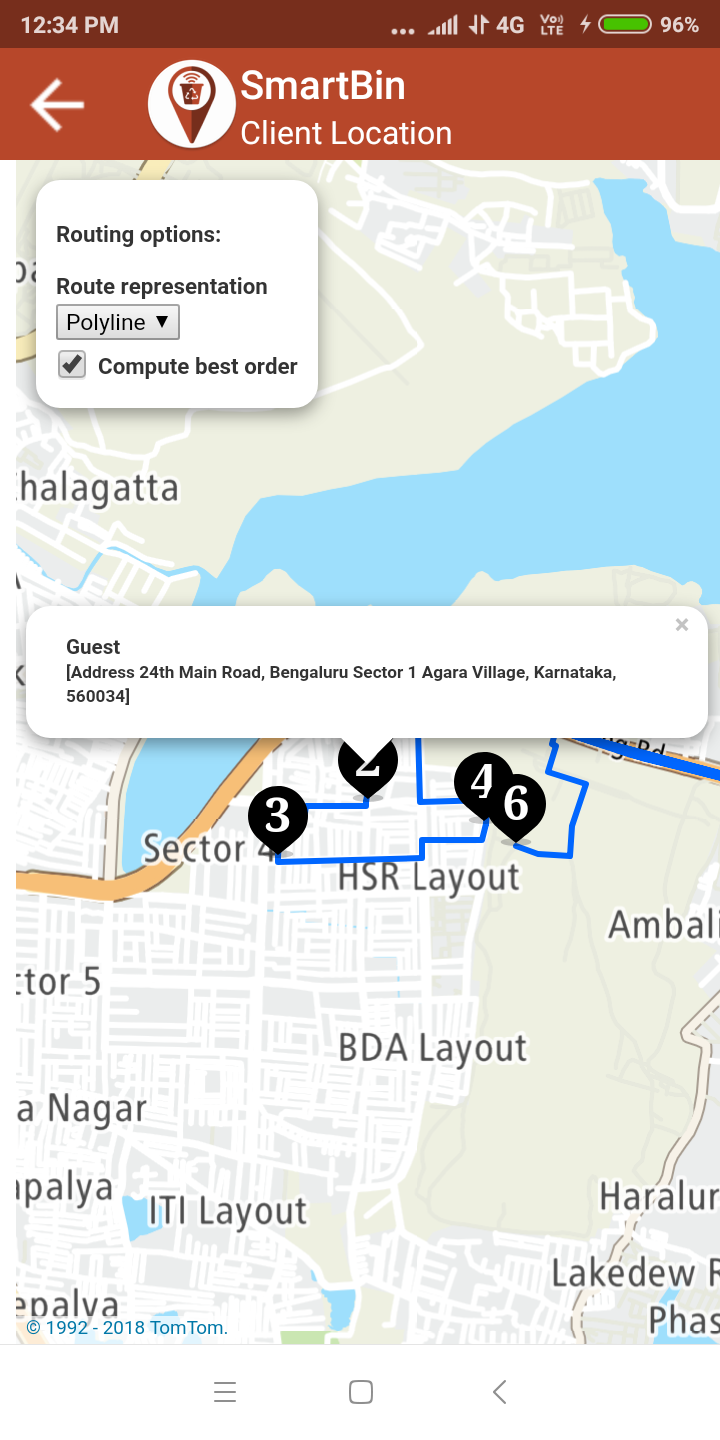 12:34 PM
4G
Vo)) LTE
96%
SmartBin
Client Location
Routing options:
Route representation
Polyline ▼
Compute best order
halagatta
×
Guest
[Address 24th Main Road, Bengaluru Sector 1 Agara Village, Karnataka,
560034]
g Rd
2
4
3
6
Sector 4
HSR Layout
Ambali
ctor 5
BDA Layout
a Nagar
apalya
ITI Layout
Haralur
Lakedew R
epalya
Phas
© 1992 - 2018 TomTom.